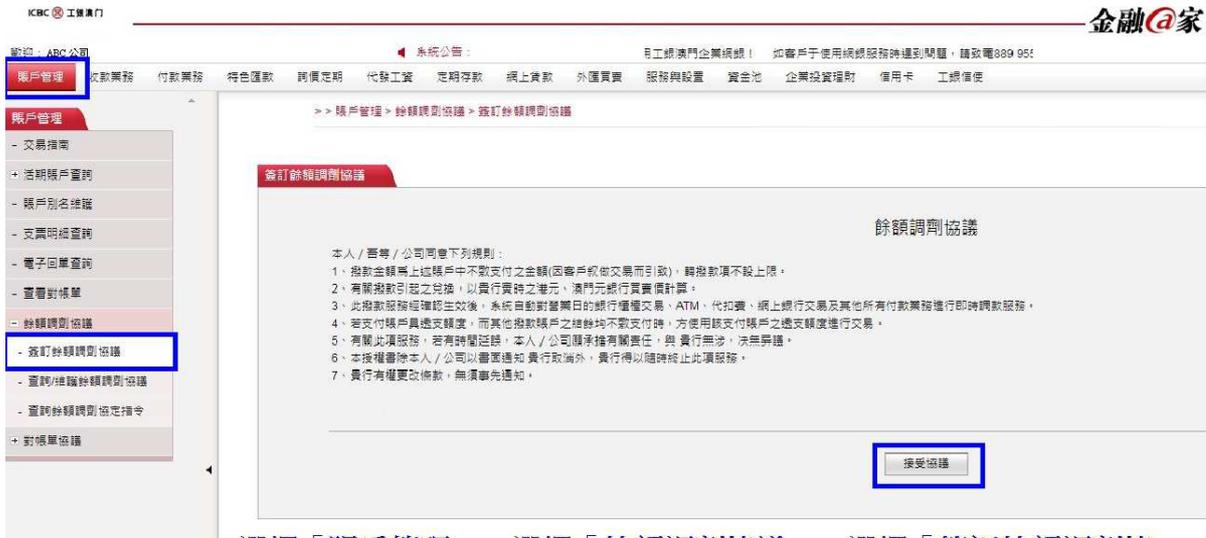 ICBC 工銀澳门
金融@家
歡迎：ABC公司
系統公告：
用工銀澳門企業網銀！ 如客戶于使用網銀服務時遇到問題，請致電889 955
賬戶管理 收款業務 付款業務 特色匯款 詢價定期 代發工資 定期存款 網上貸款 外匯買賣 服務與設置 資金池 企業投資理財 信用卡 工銀信使
>>賬戶管理>餘額調劑協議>簽訂餘額調劑協議
賬戶管理
- 交易指南
+ 活期賬戶查詢
- 賬戶別名維護
- 支票明細查詢
- 電子回單查詢
- 查看對帳單
- 餘額調劑協議
- 簽訂餘額調劑協議
- 查詢/維護餘額調劑協議
- 查詢餘額調劑協定指令
+ 對帳單協議
簽訂餘額調劑協議
餘額調劑協議
本人／吾等／公司同意下列規則：
1、撥款金額爲上述賬戶中不敷支付之金額(因客戶叙做交易而引致)，歸撥款項不設上限。
2、有關撥款引起之兌換，以貴行實時之港元、澳門元銀行買賣價計算。
3、此撥款服務經確認生效後，系統自動對營業日的銀行櫃檯交易、ATM、代扣費、網上銀行交易及其他所有付款業務進行即時調款服務。
4、若支付賬戶具透支額度，而其他撥款賬戶之結餘均不敷支付時，方使用該支付賬戶之透支額度進行交易。
5、有關此項服務，若有時間延誤，本人／公司願承擔有關責任，與 貴行無涉，決無異議。
6、本授權書除本人／公司以書面通知 貴行取消外，貴行得以隨時終止此項服務。
7、貴行有權更改條款，無須事先通知。
接受協議